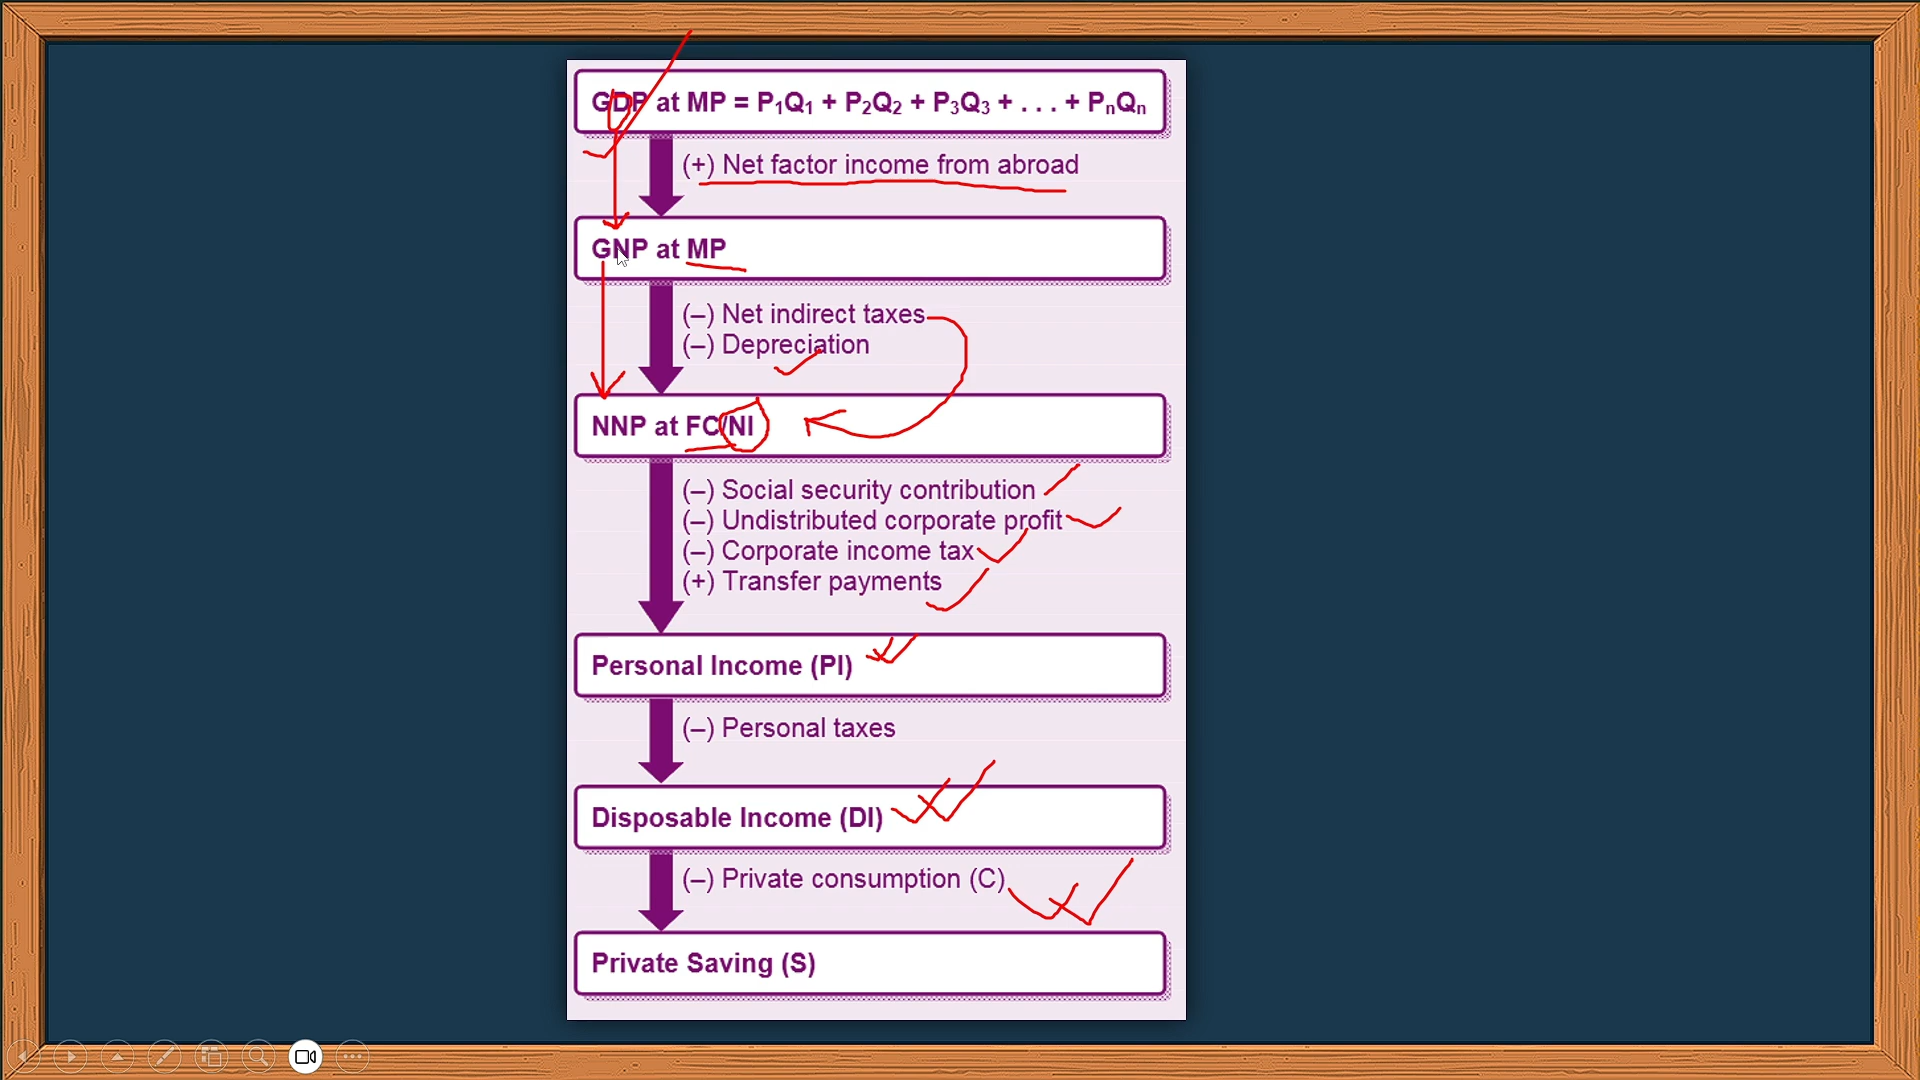 GDP at MP = P₁Q₁ + P₂Q₂ + P₃Q₃ + . . . + PₙQₙ
(+) Net factor income from abroad
GNP at MP
(–) Net indirect taxes
(–) Depreciation
NNP at FC/NI
(–) Social security contribution
(–) Undistributed corporate profit
(–) Corporate income tax
(+) Transfer payments
Personal Income (PI)
(–) Personal taxes
Disposable Income (DI)
(–) Private consumption (C)
Private Saving (S)